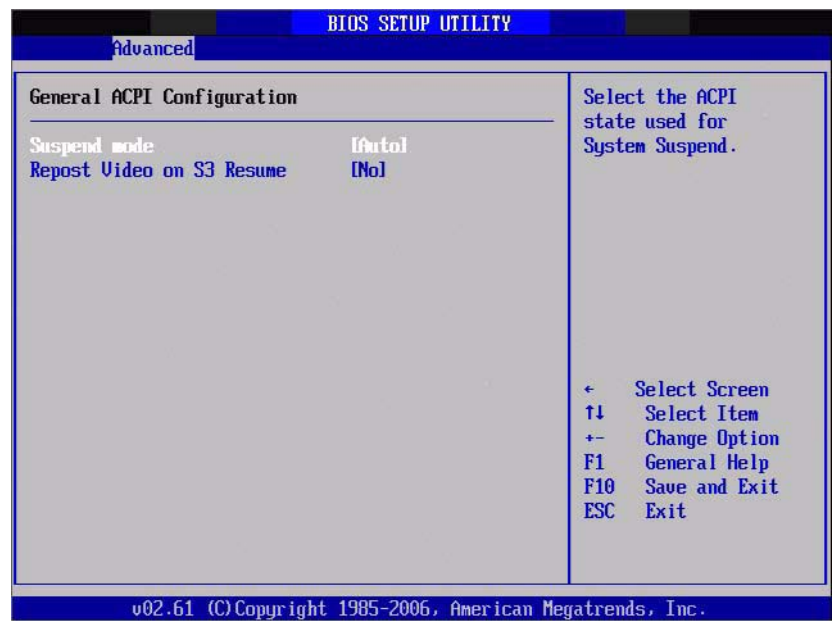 BIOS SETUP UTILITY
Advanced
General ACPI Configuration
Suspend mode [Auto]
Repost Video on S3 Resume [No]
Select the ACPI
state used for
System Suspend.
← Select Screen
↑↓ Select Item
+- Change Option
F1 General Help
F10 Save and Exit
ESC Exit
v02.61 (C)Copyright 1985-2006, American Megatrends, Inc.